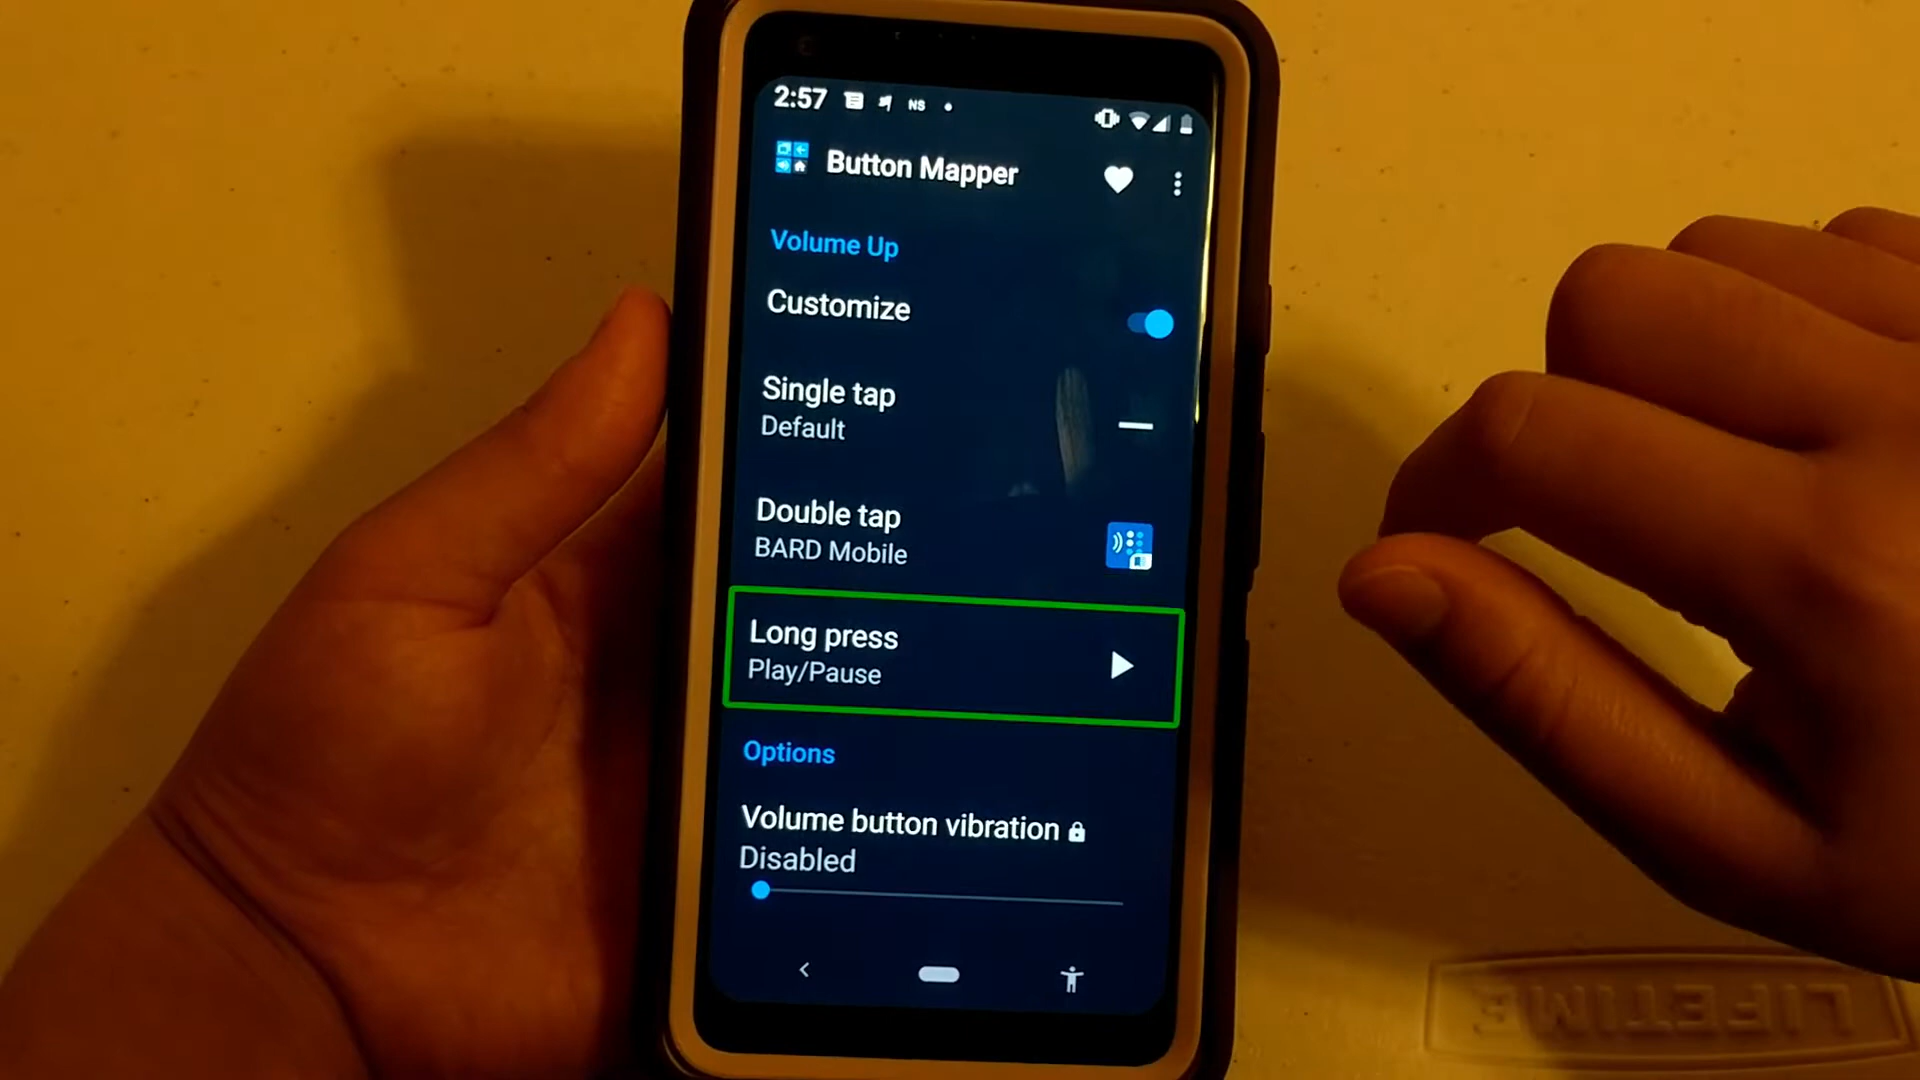 2:57 NS
Button Mapper
Volume Up
Customize
Single tap
Default
Double tap
BARD Mobile
Long press
Play/Pause
Options
Volume button vibration
Disabled
LIFETIME